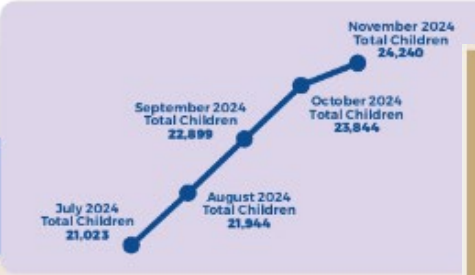 November 2024
Total Children
24,240
September 2024
Total Children
22,899
October 2024
Total Children
23,844
July 2024
Total Children
21,023
August 2024
Total Children
21,944